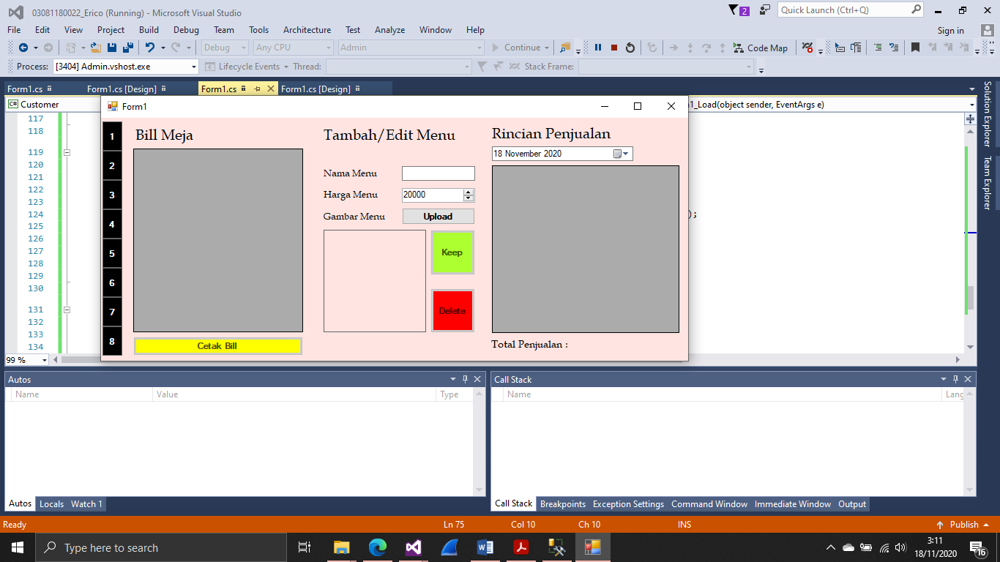 03081180022_Erico (Running) - Microsoft Visual Studio
2
Quick Launch (Ctrl+Q)
File Edit View Project Build Debug Team Tools Architecture Test Analyze Window Help
Sign in
Debug Any CPU Admin Continue Code Map
Process: [3404] Admin.vshost.exe Lifecycle Events Thread: Stack Frame:
Form1.cs Form1.cs [Design] Form1.cs Form1.cs [Design]
Customer
1_Load(object sender, EventArgs e)
Solution Explorer
Team Explorer
117
118
119
120
121
122
123
124
125
126
127
128
129
130
131
132
133
134
);
99 %
Form1
1
2
3
4
5
6
7
8
Bill Meja
Cetak Bill
Tambah/Edit Menu
Nama Menu
Harga Menu 20000
Gambar Menu Upload
Keep
Delete
Rincian Penjualan
18 November 2020
Total Penjualan :
Autos
Name Value Type
Autos Locals Watch 1
Call Stack
Name Lang
Call Stack Breakpoints Exception Settings Command Window Immediate Window Output
Ready Ln 75 Col 10 Ch 10 INS Publish
Type here to search
3:11
18/11/2020
16